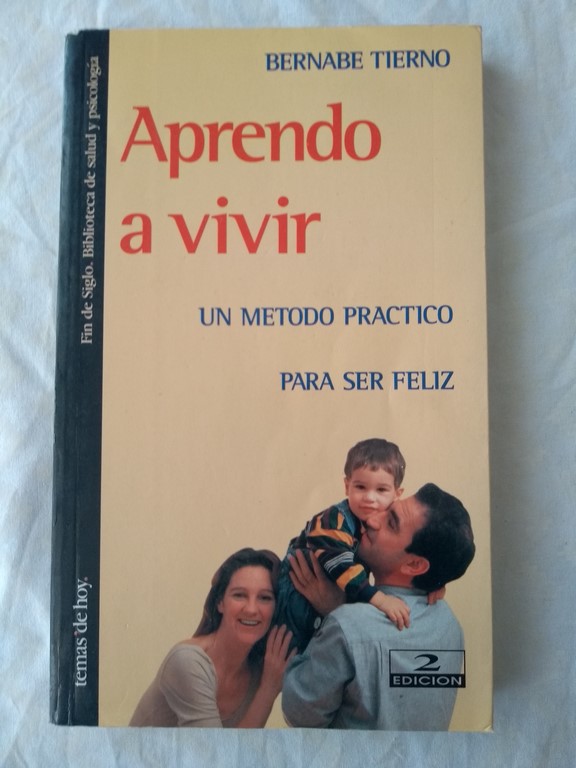 BERNABE TIERNO
Aprendo
a vivir
UN METODO PRACTICO
PARA SER FELIZ
Fin de Siglo. Biblioteca de salud y psicología
temas de hoy.
2
EDICION